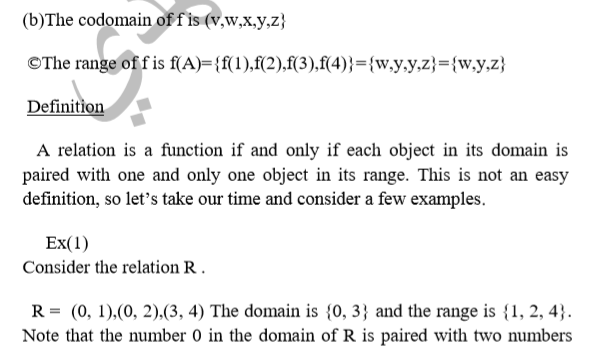 (b)The codomain of f is (v,w,x,y,z}
©The range of f is f(A)={f(1),f(2),f(3),f(4)}={w,y,y,z}={w,y,z}
Definition
A relation is a function if and only if each object in its domain is
paired with one and only one object in its range. This is not an easy
definition, so let’s take our time and consider a few examples.
Ex(1)
Consider the relation R .
R = (0, 1),(0, 2),(3, 4) The domain is {0, 3} and the range is {1, 2, 4}.
Note that the number 0 in the domain of R is paired with two numbers